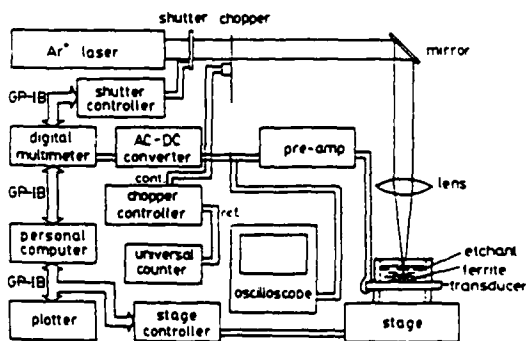 shutter chopper
Ar+ laser
mirror
GP-IB
shutter
controller
digital
multimeter
AC-DC
converter
pre-amp
cont.
GP-IB
chopper
controller
ref.
lens
personal
computer
universal
counter
oscilloscope
etchant
ferrite
transducer
GP-IB
plotter
stage
controller
stage